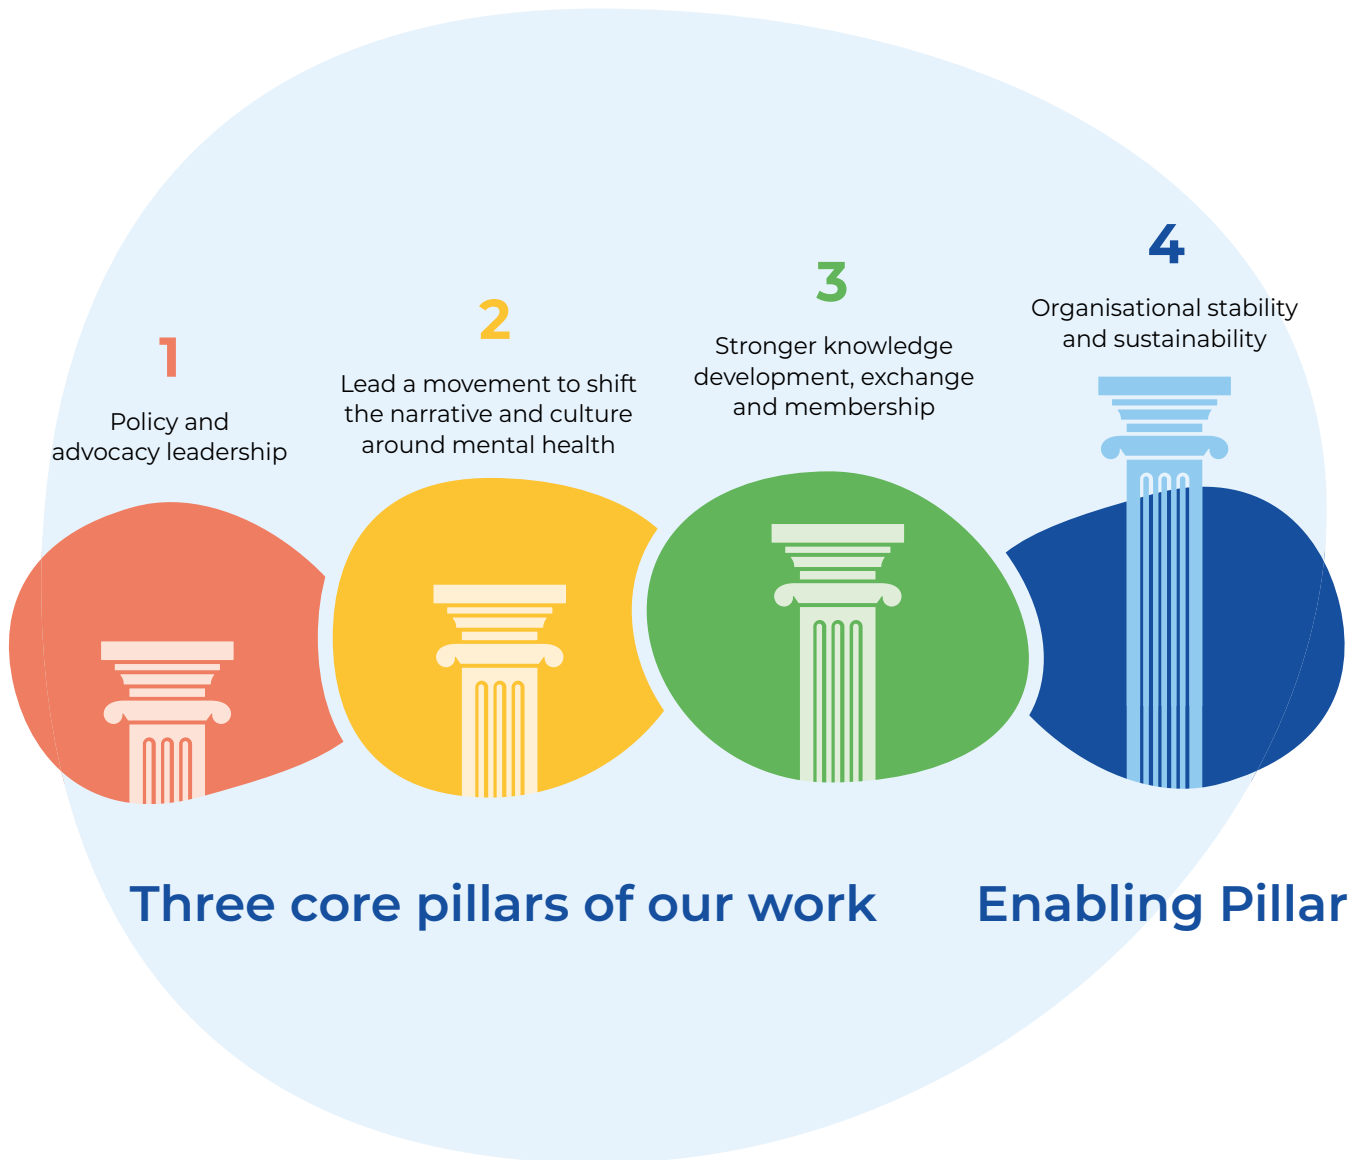 1
Policy and
advocacy leadership
2
Lead a movement to shift
the narrative and culture
around mental health
3
Stronger knowledge
development, exchange
and membership
4
Organisational stability
and sustainability
Three core pillars of our work
Enabling Pillar